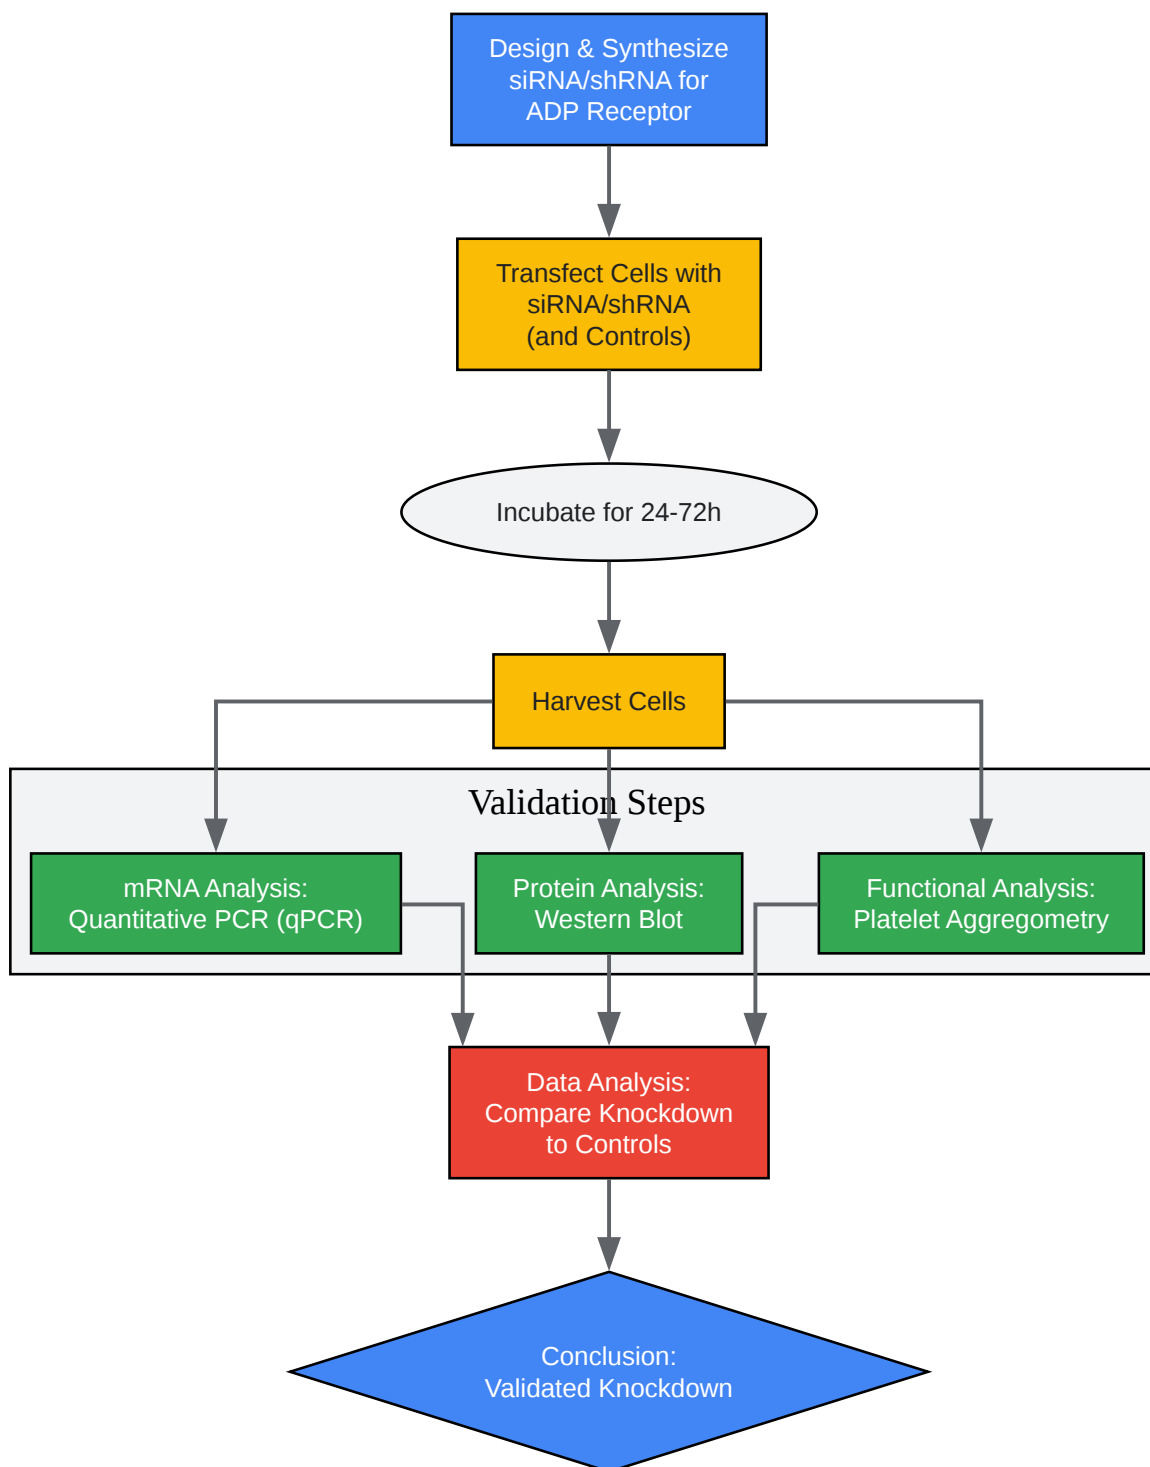 Design & Synthesize
siRNA/shRNA for
ADP Receptor
Transfect Cells with
siRNA/shRNA
(and Controls)
Incubate for 24-72h
Harvest Cells
Validation Steps
mRNA Analysis:
Quantitative PCR (qPCR)
Protein Analysis:
Western Blot
Functional Analysis:
Platelet Aggregometry
Data Analysis:
Compare Knockdown
to Controls
Conclusion:
Validated Knockdown